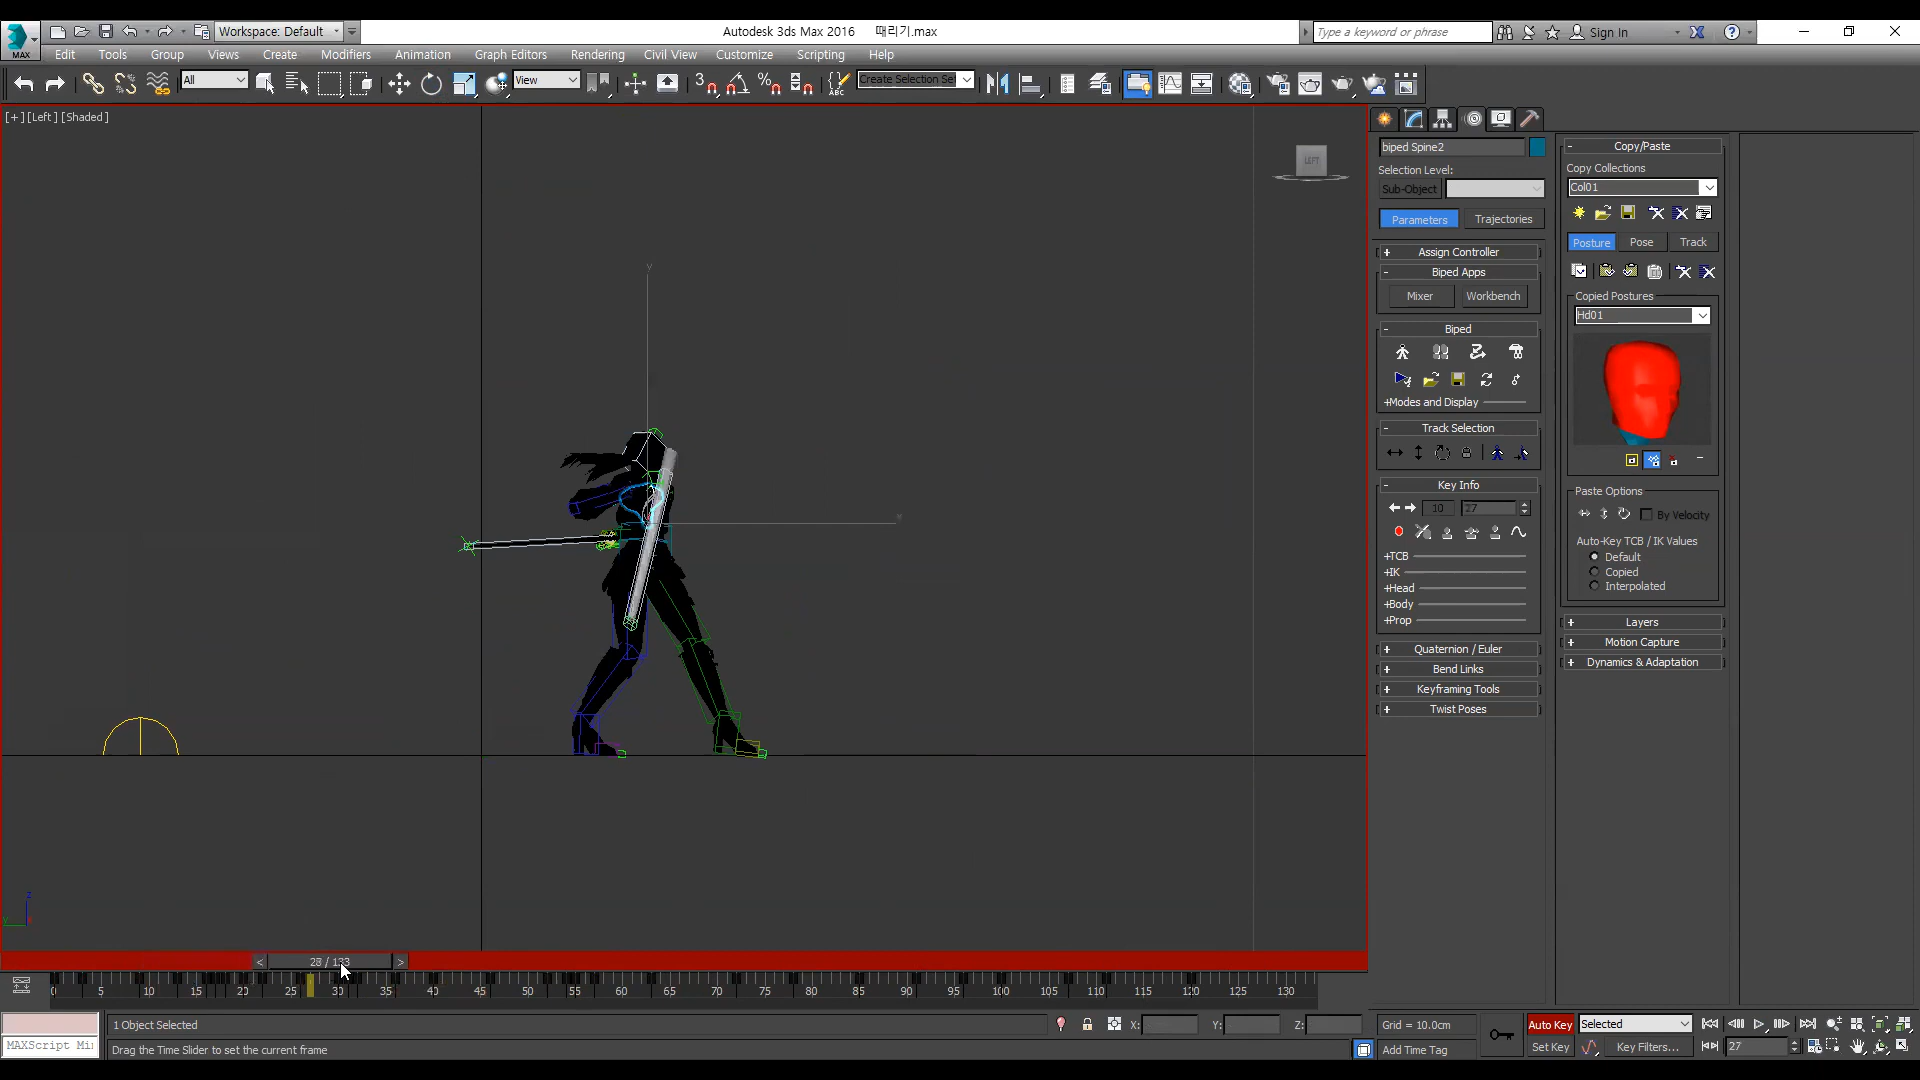 Workspace: Default
Autodesk 3ds Max 2016 때리기.max
Type a keyword or phrase
Sign In
MAX
Edit Tools Group Views Create Modifiers Animation Graph Editors Rendering Civil View Customize Scripting Help
All
View
Create Selection Se
[+] [Left] [Shaded]
LEFT
biped Spine2
Selection Level:
Sub-Object
Parameters Trajectories
+ Assign Controller
- Biped Apps
Mixer Workbench
- Biped
+Modes and Display
- Track Selection
- Key Info
10 27
+TCB
+IK
+Head
+Body
+Prop
+ Quaternion / Euler
+ Bend Links
+ Keyframing Tools
+ Twist Poses
- Copy/Paste
Copy Collections
Col01
Posture Pose Track
Copied Postures
Hd01
Paste Options
By Velocity
Auto-Key TCB / IK Values
Default
Copied
Interpolated
+ Layers
+ Motion Capture
+ Dynamics & Adaptation
Y
z
< 28 / 133 >
0 5 10 15 20 25 30 35 40 45 50 55 60 65 70 75 80 85 90 95 100 105 110 115 120 125 130
1 Object Selected
X: Y: Z:
Grid = 10.0cm
Auto Key
Selected
MAXScript Mi
Drag the Time Slider to set the current frame
Add Time Tag
Set Key
Key Filters...
27